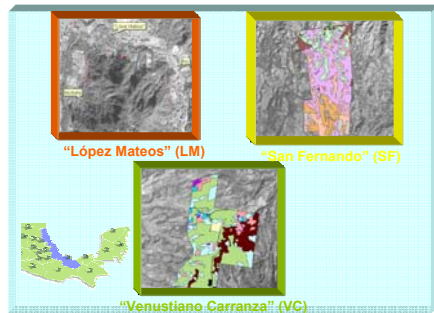 “López Mateos” (LM)
“San Fernando” (SF)
“Venustiano Carranza” (VC)